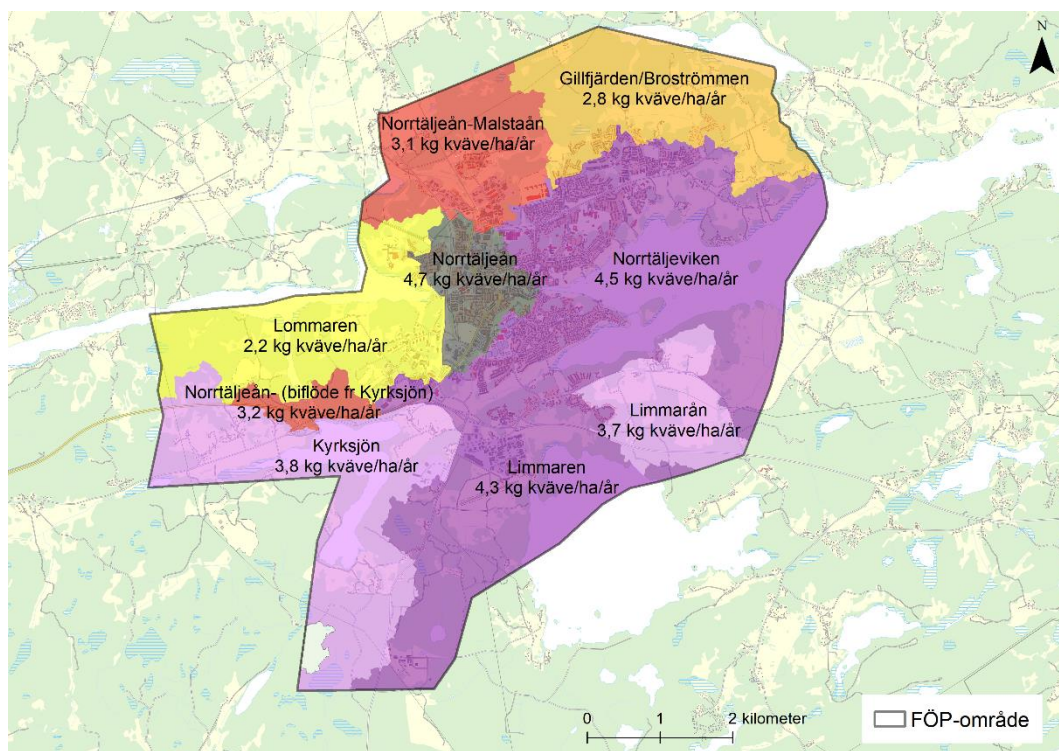 N
Gillfjärden/Broströmmen
2,8 kg kväve/ha/år
Norrtäljeån-Malstaån
3,1 kg kväve/ha/år
Norrtäljeån
4,7 kg kväve/ha/år
Norrtäljeviken
4,5 kg kväve/ha/år
Lommaren
2,2 kg kväve/ha/år
Norrtäljeån- (biflöde fr Kyrksjön)
3,2 kg kväve/ha/år
Limmarån
3,7 kg kväve/ha/år
Kyrksjön
3,8 kg kväve/ha/år
Limmaren
4,3 kg kväve/ha/år
0 1 2 kilometer
FÖP-område